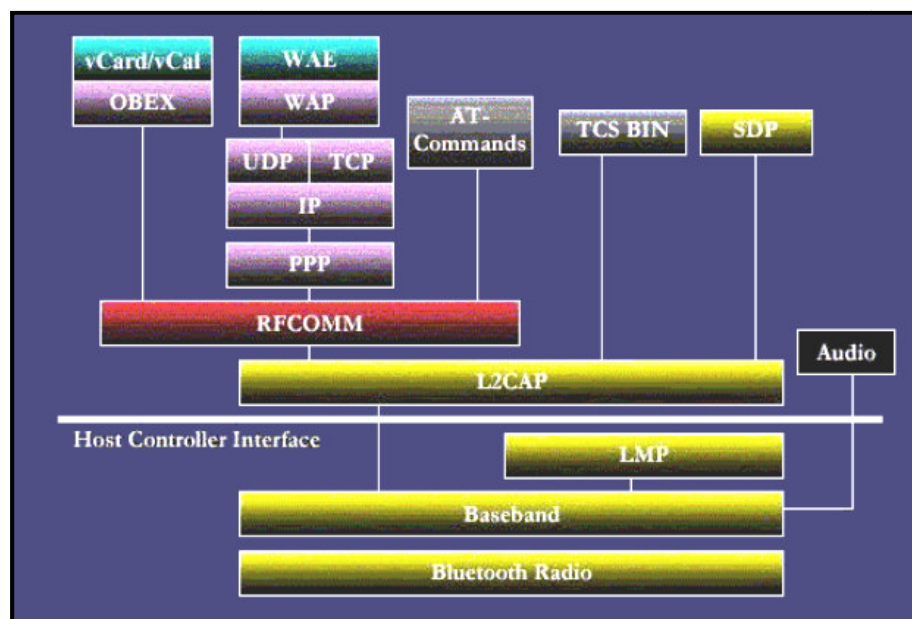 vCard/vCal
WAE
OBEX
WAP
AT-
Commands
TCS BIN
SDP
UDP
TCP
IP
PPP
RFCOMM
Audio
L2CAP
Host Controller Interface
LMP
Baseband
Bluetooth Radio